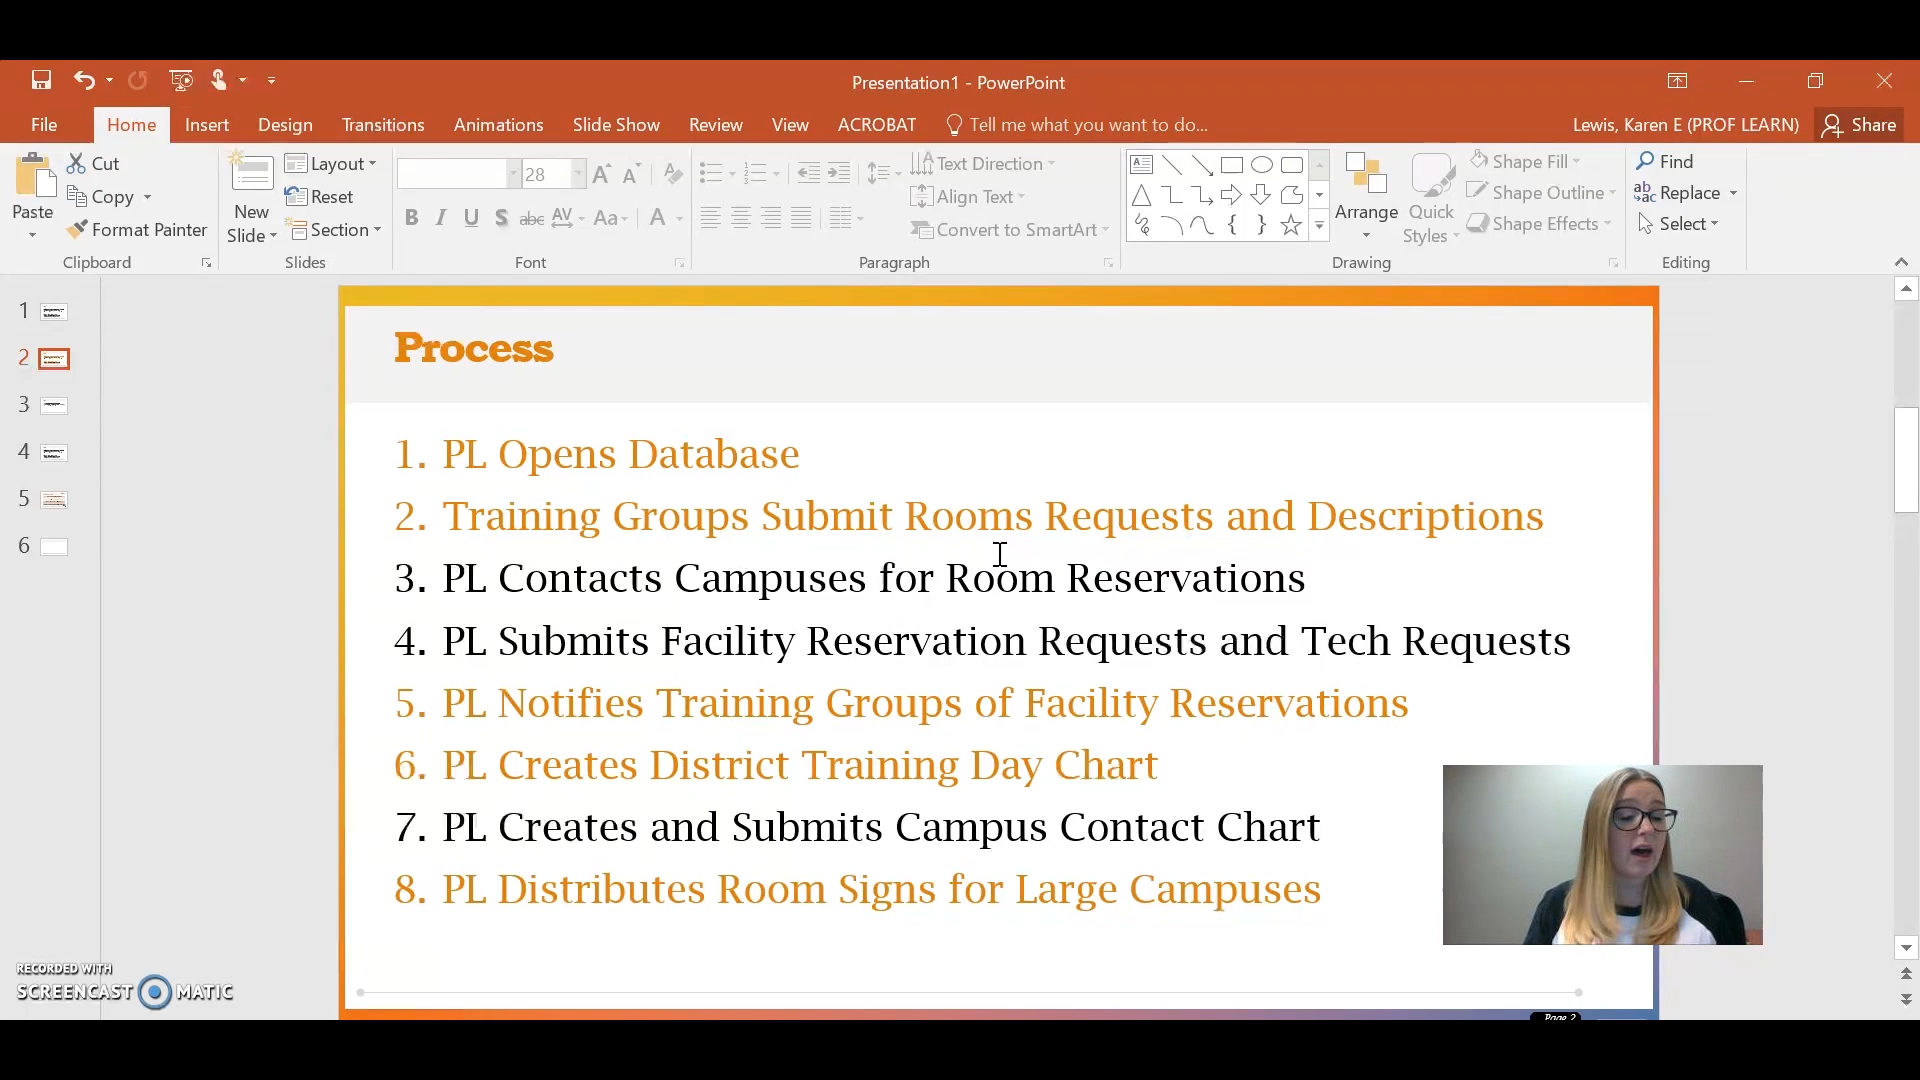 Presentation1 - PowerPoint
File Home Insert Design Transitions Animations Slide Show Review View ACROBAT Tell me what you want to do... Lewis, Karen E (PROF LEARN) Share
Paste
Cut
Copy
Format Painter
Clipboard
New Slide
Layout
Reset
Section
Slides
28
B I U S abc AV Aa A
Font
Text Direction
Align Text
Convert to SmartArt
Paragraph
Arrange
Quick Styles
Shape Fill
Shape Outline
Shape Effects
Drawing
Find
Replace
Select
Editing
1
2
3
4
5
6
Process
1. PL Opens Database
2. Training Groups Submit Rooms Requests and Descriptions
3. PL Contacts Campuses for Room Reservations
4. PL Submits Facility Reservation Requests and Tech Requests
5. PL Notifies Training Groups of Facility Reservations
6. PL Creates District Training Day Chart
7. PL Creates and Submits Campus Contact Chart
8. PL Distributes Room Signs for Large Campuses
Page 2
RECORDED WITH
SCREENCAST MATIC